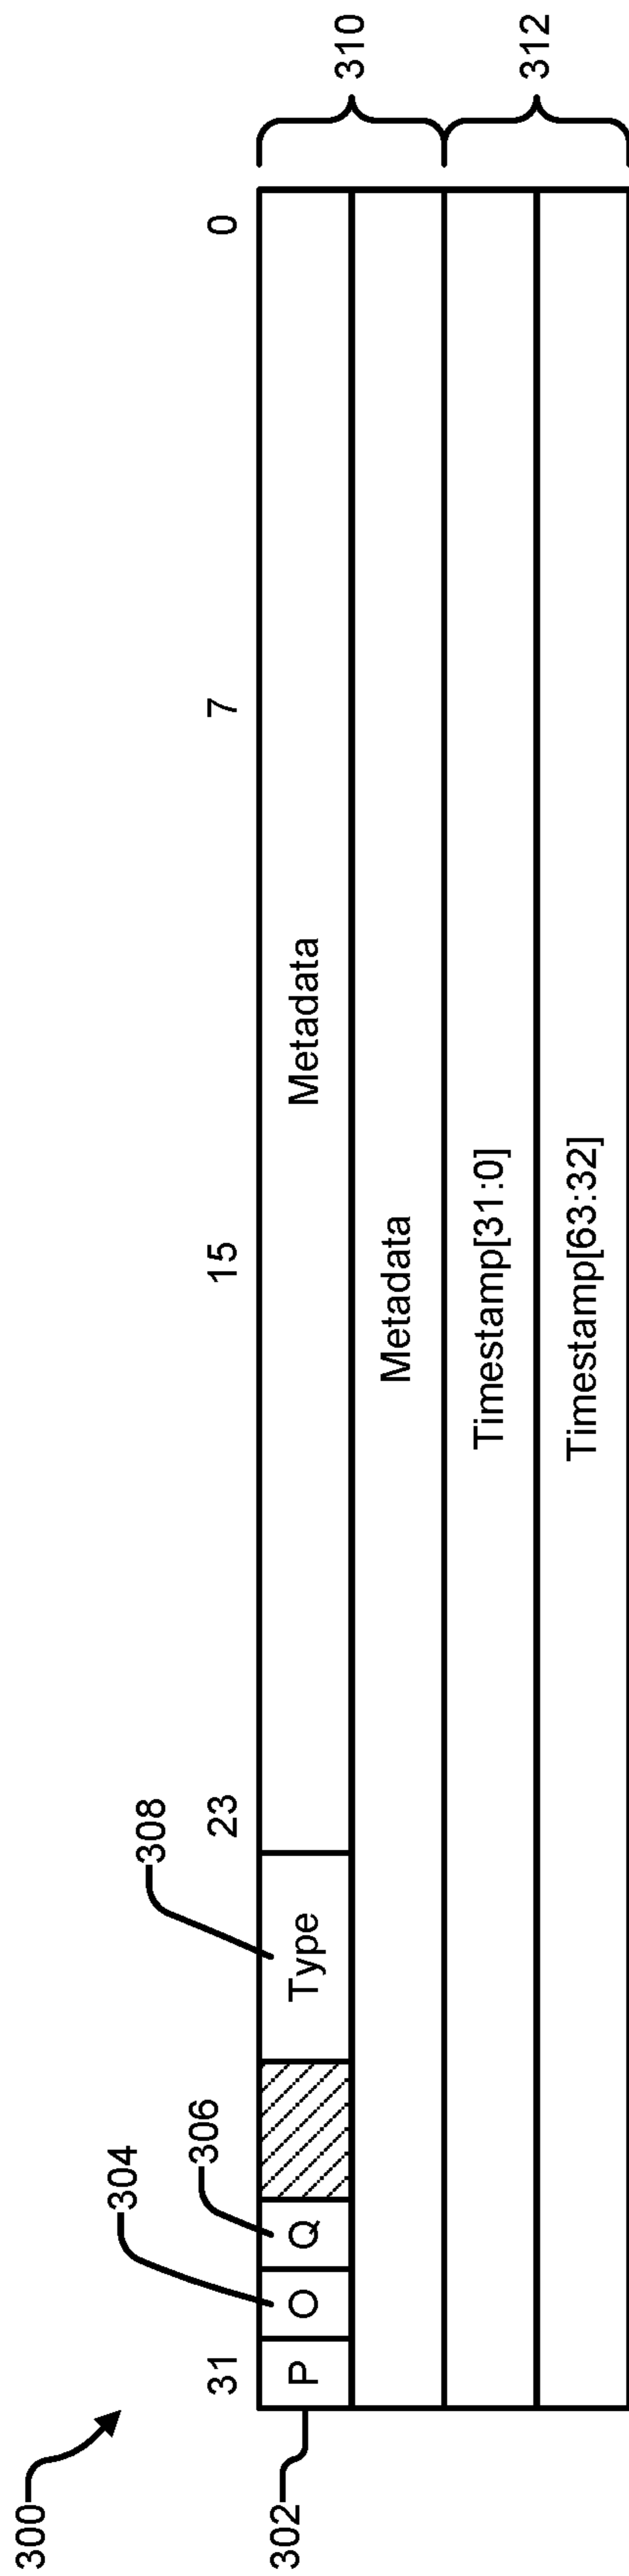 300
304
308
306
31 23 15 7 0
302
P O Q Type Metadata
310
Metadata
Timestamp[31:0]
312
Timestamp[63:32]